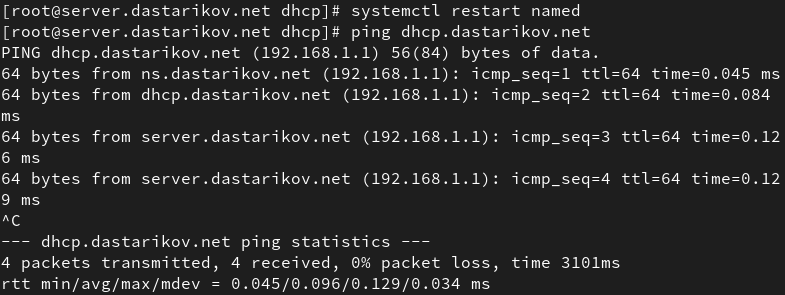 [root@server.dastarikov.net dhcp]# systemctl restart named
[root@server.dastarikov.net dhcp]# ping dhcp.dastarikov.net
PING dhcp.dastarikov.net (192.168.1.1) 56(84) bytes of data.
64 bytes from ns.dastarikov.net (192.168.1.1): icmp_seq=1 ttl=64 time=0.045 ms
64 bytes from dhcp.dastarikov.net (192.168.1.1): icmp_seq=2 ttl=64 time=0.084
ms
64 bytes from server.dastarikov.net (192.168.1.1): icmp_seq=3 ttl=64 time=0.12
6 ms
64 bytes from server.dastarikov.net (192.168.1.1): icmp_seq=4 ttl=64 time=0.12
9 ms
^C
--- dhcp.dastarikov.net ping statistics ---
4 packets transmitted, 4 received, 0% packet loss, time 3101ms
rtt min/avg/max/mdev = 0.045/0.096/0.129/0.034 ms